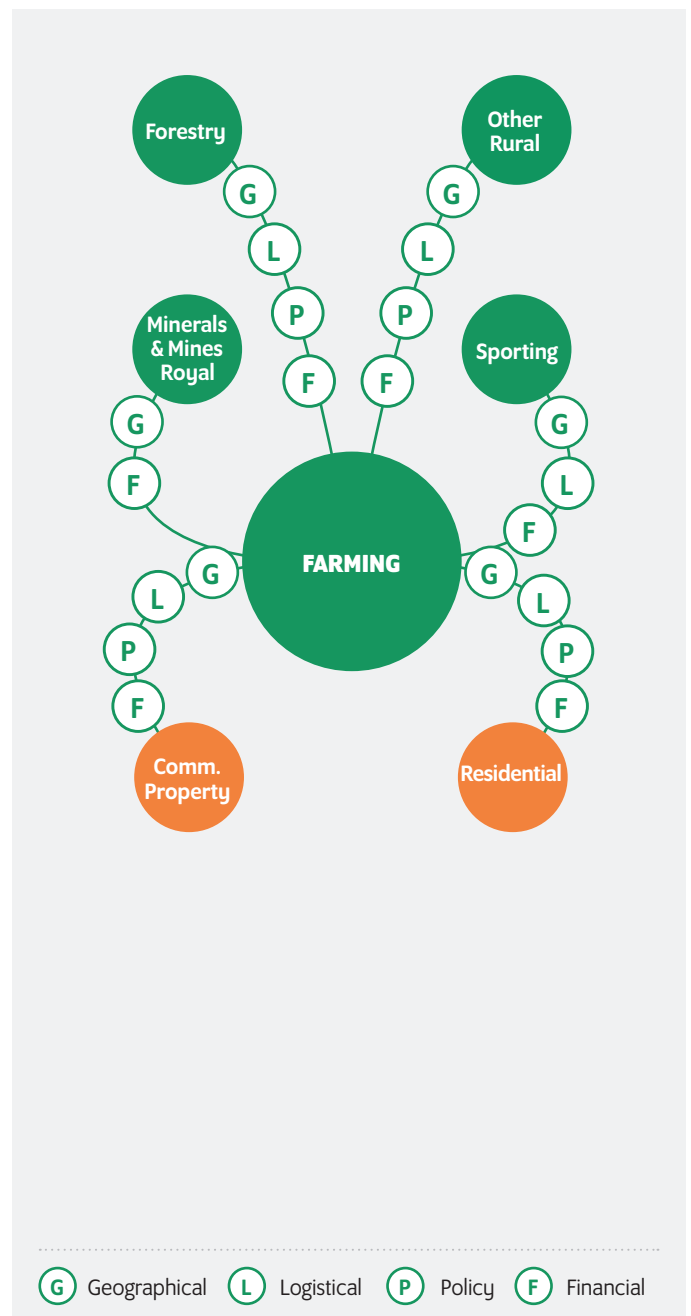 Forestry
Other
Rural
G
L
P
F
G
L
P
F
Minerals
& Mines
Royal
G
F
Sporting
G
L
F
FARMING
G
L
P
F
G
L
P
F
Comm.
Property
Residential
G Geographical L Logistical P Policy F Financial